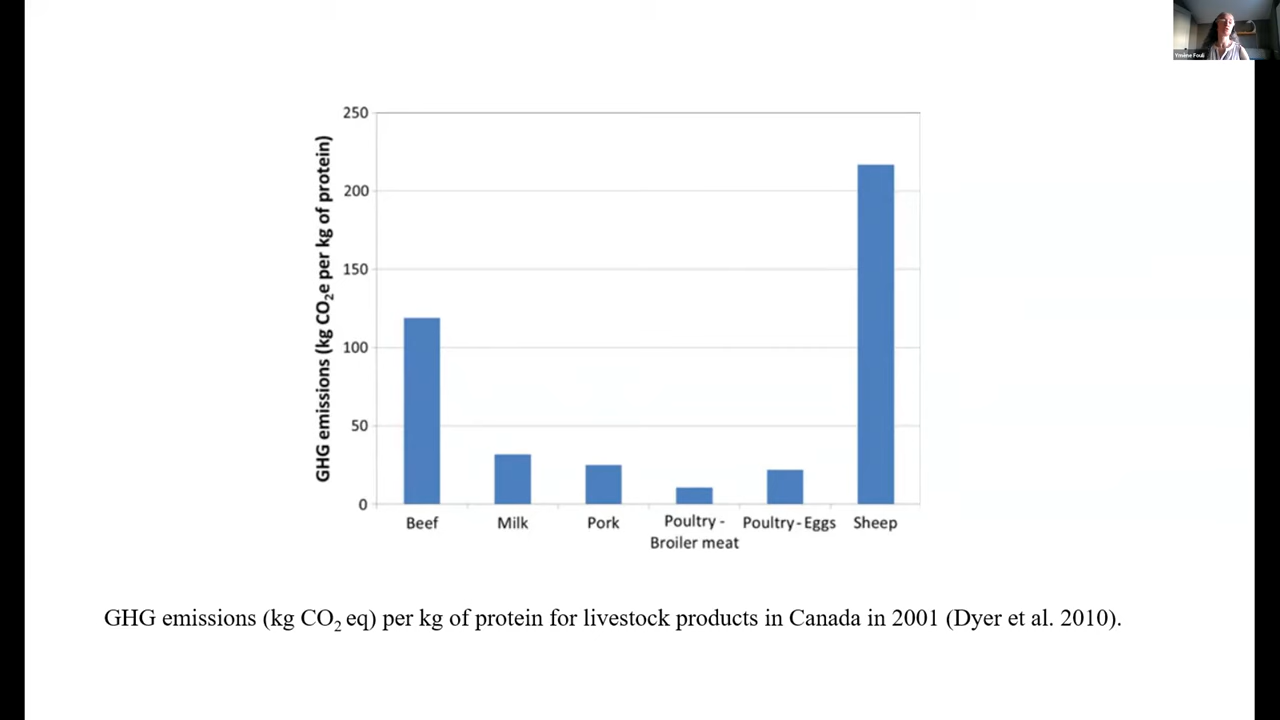 Ymène Fouli
GHG emissions (kg CO2e per kg of protein)
250
200
150
100
50
0
Beef
Milk
Pork
Poultry -
Broiler meat
Poultry - Eggs
Sheep
GHG emissions (kg CO2 eq) per kg of protein for livestock products in Canada in 2001 (Dyer et al. 2010).